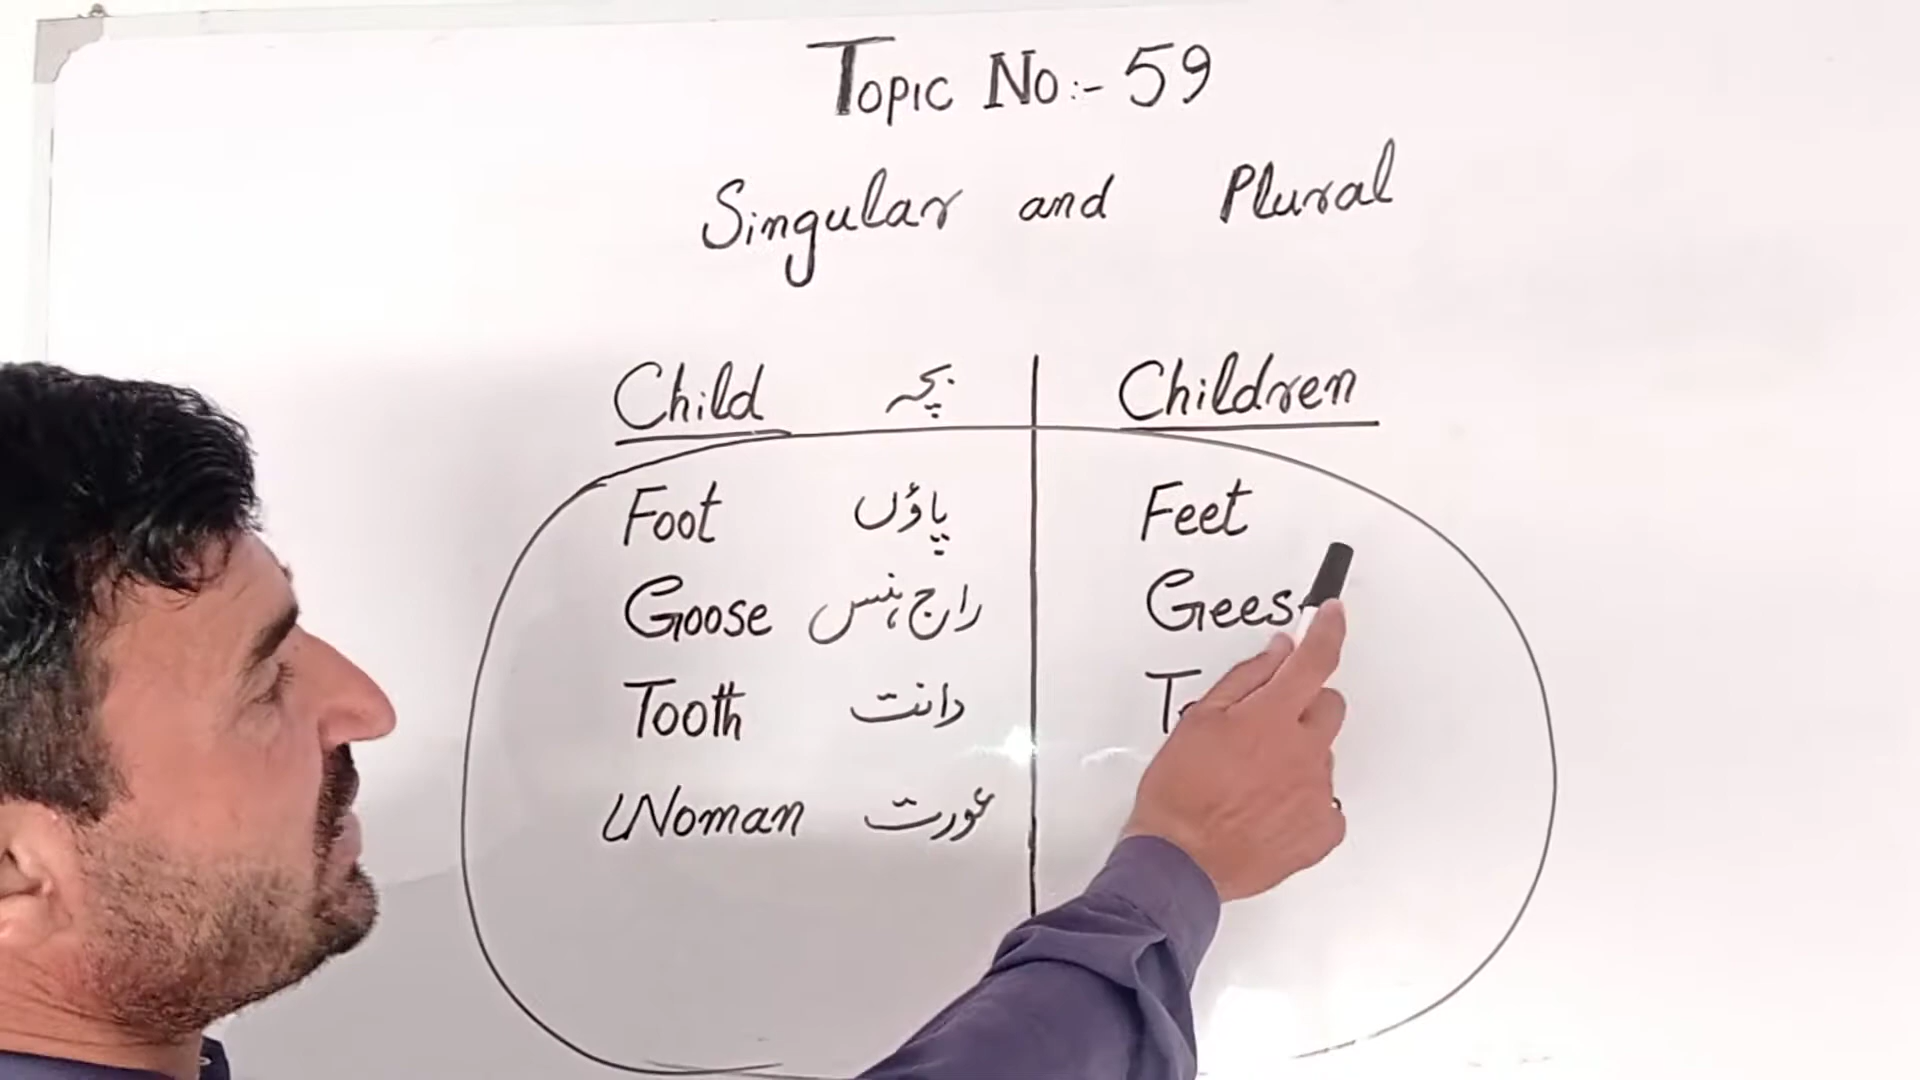 Topic No:- 59
Singular and Plural
Child بچہ Children
Foot پاؤں Feet
Goose راج ہنس Gees
Tooth دانت
Woman عورت